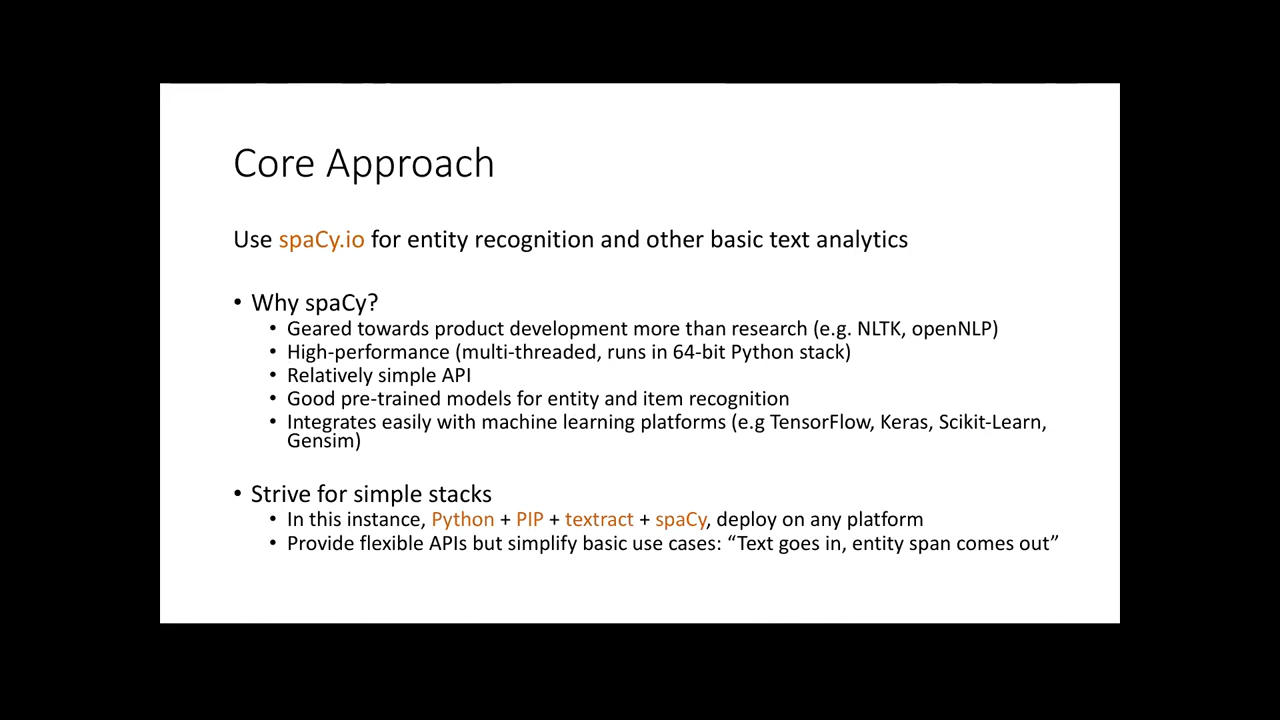 Core Approach
Use spaCy.io for entity recognition and other basic text analytics
• Why spaCy?
• Geared towards product development more than research (e.g. NLTK, openNLP)
• High-performance (multi-threaded, runs in 64-bit Python stack)
• Relatively simple API
• Good pre-trained models for entity and item recognition
• Integrates easily with machine learning platforms (e.g TensorFlow, Keras, Scikit-Learn,
Gensim)
• Strive for simple stacks
• In this instance, Python + PIP + textract + spaCy, deploy on any platform
• Provide flexible APIs but simplify basic use cases: “Text goes in, entity span comes out”